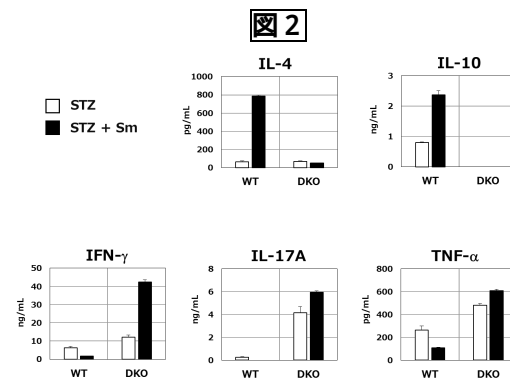 図 2
STZ
STZ + Sm
IL-4
pg/mL
1000
800
600
400
200
0
WT DKO
IL-10
ng/mL
3
2
1
0
WT DKO
IFN-γ
ng/mL
50
40
30
20
10
0
WT DKO
IL-17A
ng/mL
8
6
4
2
0
WT DKO
TNF-α
pg/mL
800
600
400
200
0
WT DKO